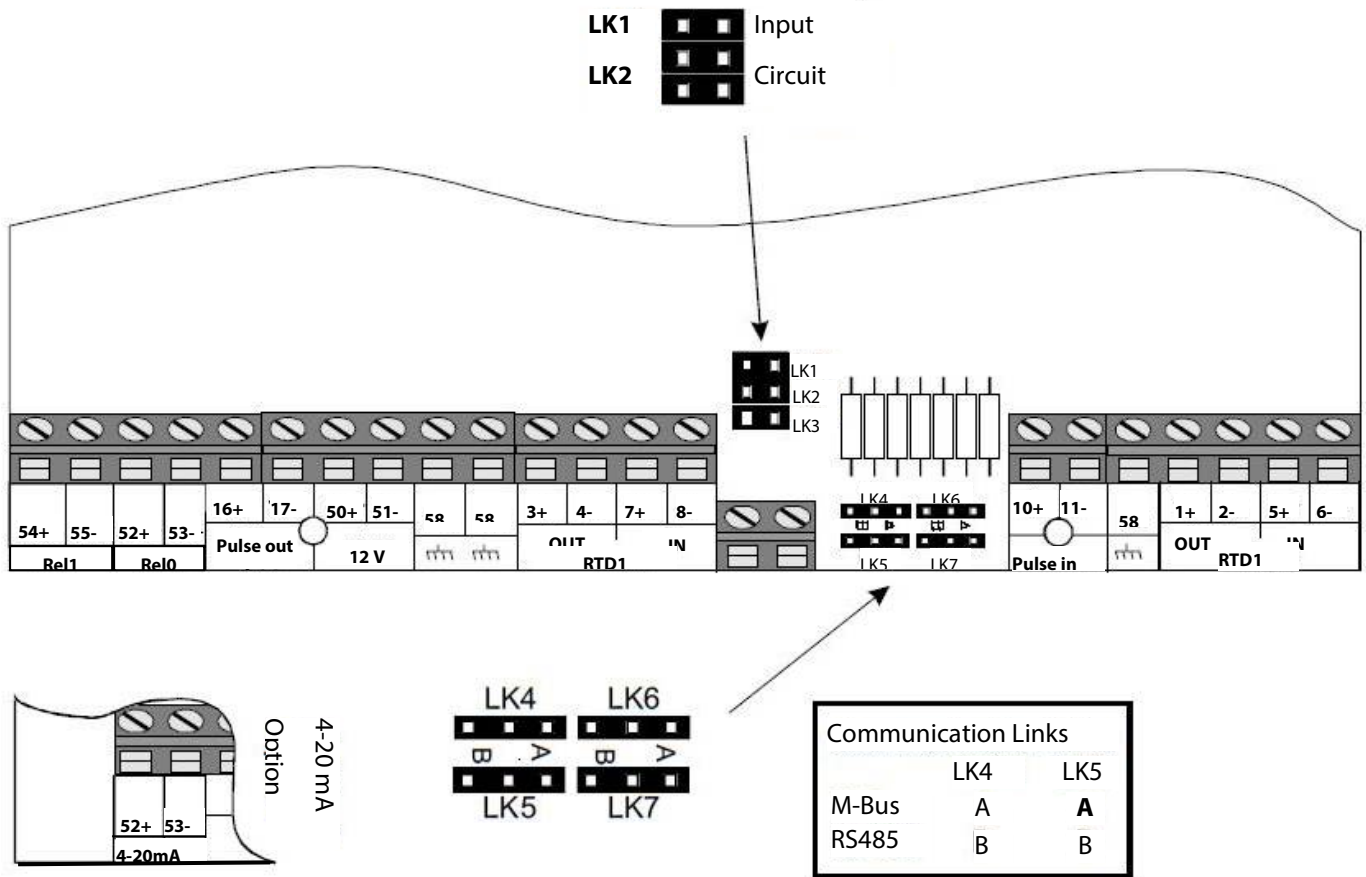 LK1 Input
LK2 Circuit
LK1
LK2
LK3
LK4 LK6
B A B A
LK5 LK7
54+ 55- 52+ 53- 16+ 17- 50+ 51- 58 58 3+ 4- 7+ 8- 10+ 11- 58 1+ 2- 5+ 6-
Rel1 Rel0 Pulse out 12 V OUT IN Pulse in OUT IN
RTD1 RTD1
4-20 mA
Option
52+ 53-
4-20mA
LK4 LK6
B A B A
LK5 LK7
Communication Links
LK4 LK5
M-Bus A A
RS485 B B